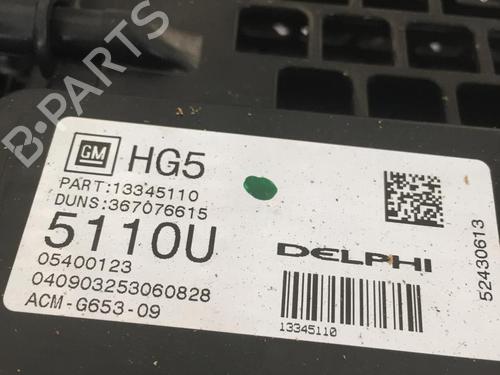 GM HG5
PART:13345110
DUNS:367076615
5110U
05400123
040903253060828
ACM-G653-09
DELPHI
13345110
52430613
B-PARTS